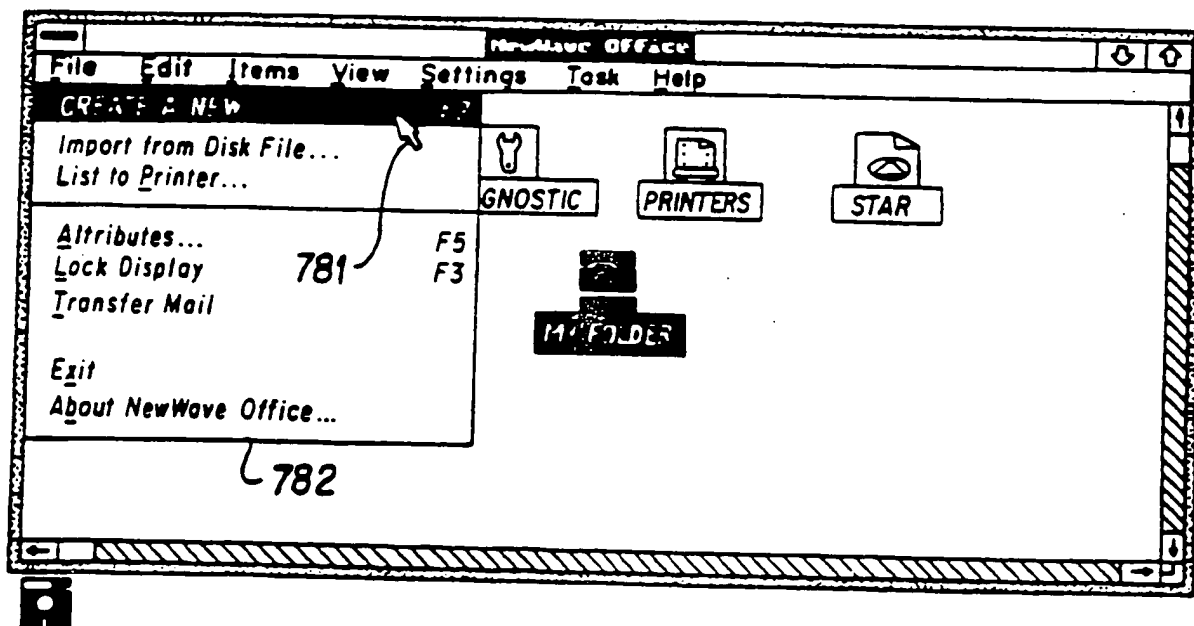 NewWave Office
File Edit Items View Settings Task Help
CREATE A NEW
Import from Disk File...
List to Printer...
Attributes... F5
Lock Display F3
Transfer Mail
Exit
About NewWave Office...
GNOSTIC
PRINTERS
STAR
FOLDER
781
782